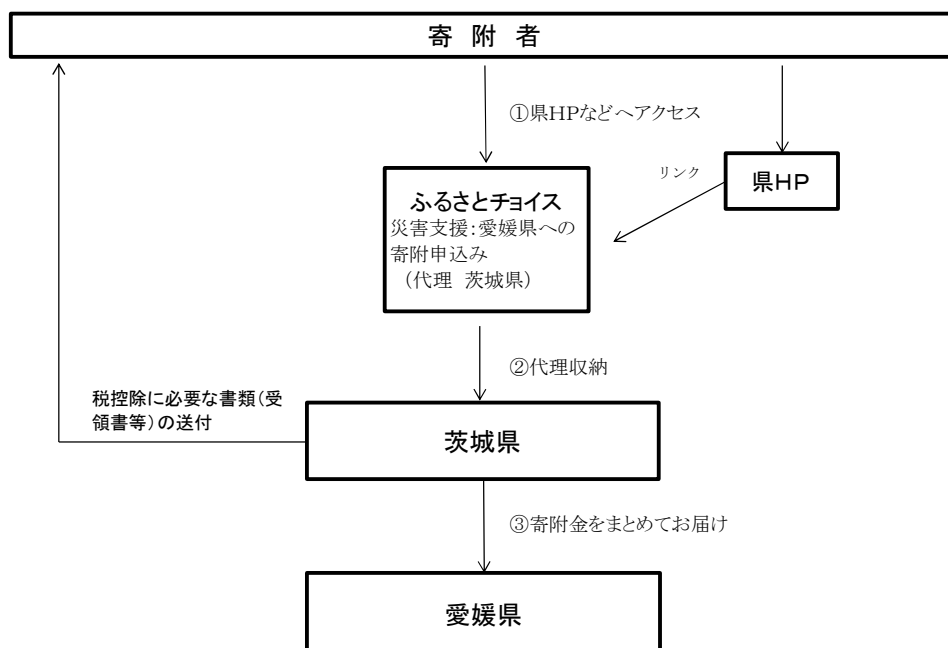 寄 附 者
①県HPなどへアクセス
リンク
県HP
ふるさとチョイス
災害支援:愛媛県への
寄附申込み
(代理 茨城県)
②代理収納
税控除に必要な書類(受
領書等)の送付
茨城県
③寄附金をまとめてお届け
愛媛県